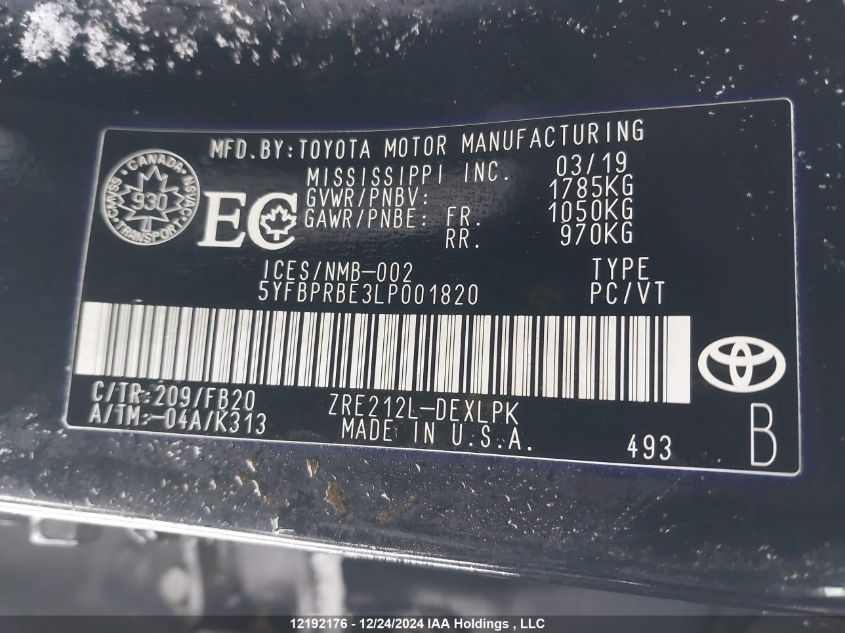 MFD.BY:TOYOTA MOTOR MANUFACTURING
MISSISSIPPI INC. 03/19
GVWR/PNBV: 1785KG
GAWR/PNBE: FR. 1050KG
RR. 970KG
CANADA
930
TRANSPORT
EC
ICES/NMB-002 TYPE
5YFBPRBE3LP001820 PC/VT
C/TR:209/FB20 ZRE212L-DEXLPK
A/TM:-04A/K313 MADE IN U.S.A. 493 B
12192176 - 12/24/2024 IAA Holdings , LLC